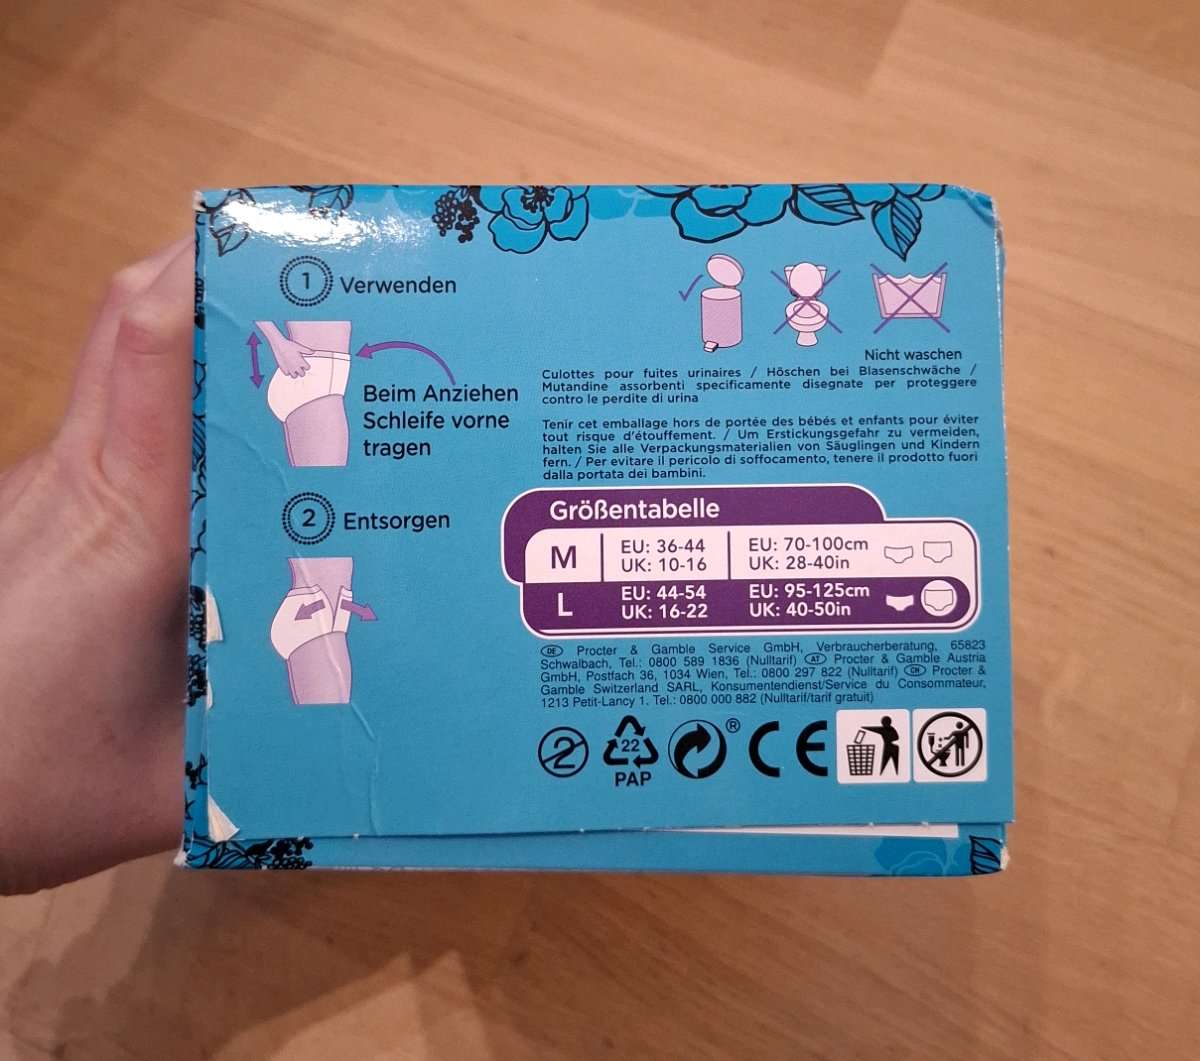 1 Verwenden
Beim Anziehen
Schleife vorne
tragen
2 Entsorgen
Nicht waschen
Culottes pour fuites urinaires / Höschen bei Blasenschwäche /
Mutandine assorbenti specificamente disegnate per proteggere
contro le perdite di urina
Tenir cet emballage hors de portée des bébés et enfants pour éviter
tout risque d'étouffement. / Um Erstickungsgefahr zu vermeiden,
halten Sie alle Verpackungsmaterialien von Säuglingen und Kindern
fern. / Per evitare il pericolo di soffocamento, tenere il prodotto fuori
dalla portata dei bambini.
Größentabelle
M EU: 36-44 EU: 70-100cm
UK: 10-16 UK: 28-40in
L EU: 44-54 EU: 95-125cm
UK: 16-22 UK: 40-50in
DE Procter & Gamble Service GmbH, Verbraucherberatung, 65823
Schwalbach, Tel.: 0800 589 1836 (Nulltarif) AT Procter & Gamble Austria
GmbH, Postfach 36, 1034 Wien, Tel.: 0800 297 822 (Nulltarif) CH Procter &
Gamble Switzerland SARL, Konsumentendienst/Service du Consommateur,
1213 Petit-Lancy 1. Tel.: 0800 000 882 (Nulltarif/tarif gratuit)
2 22 ® CE
PAP